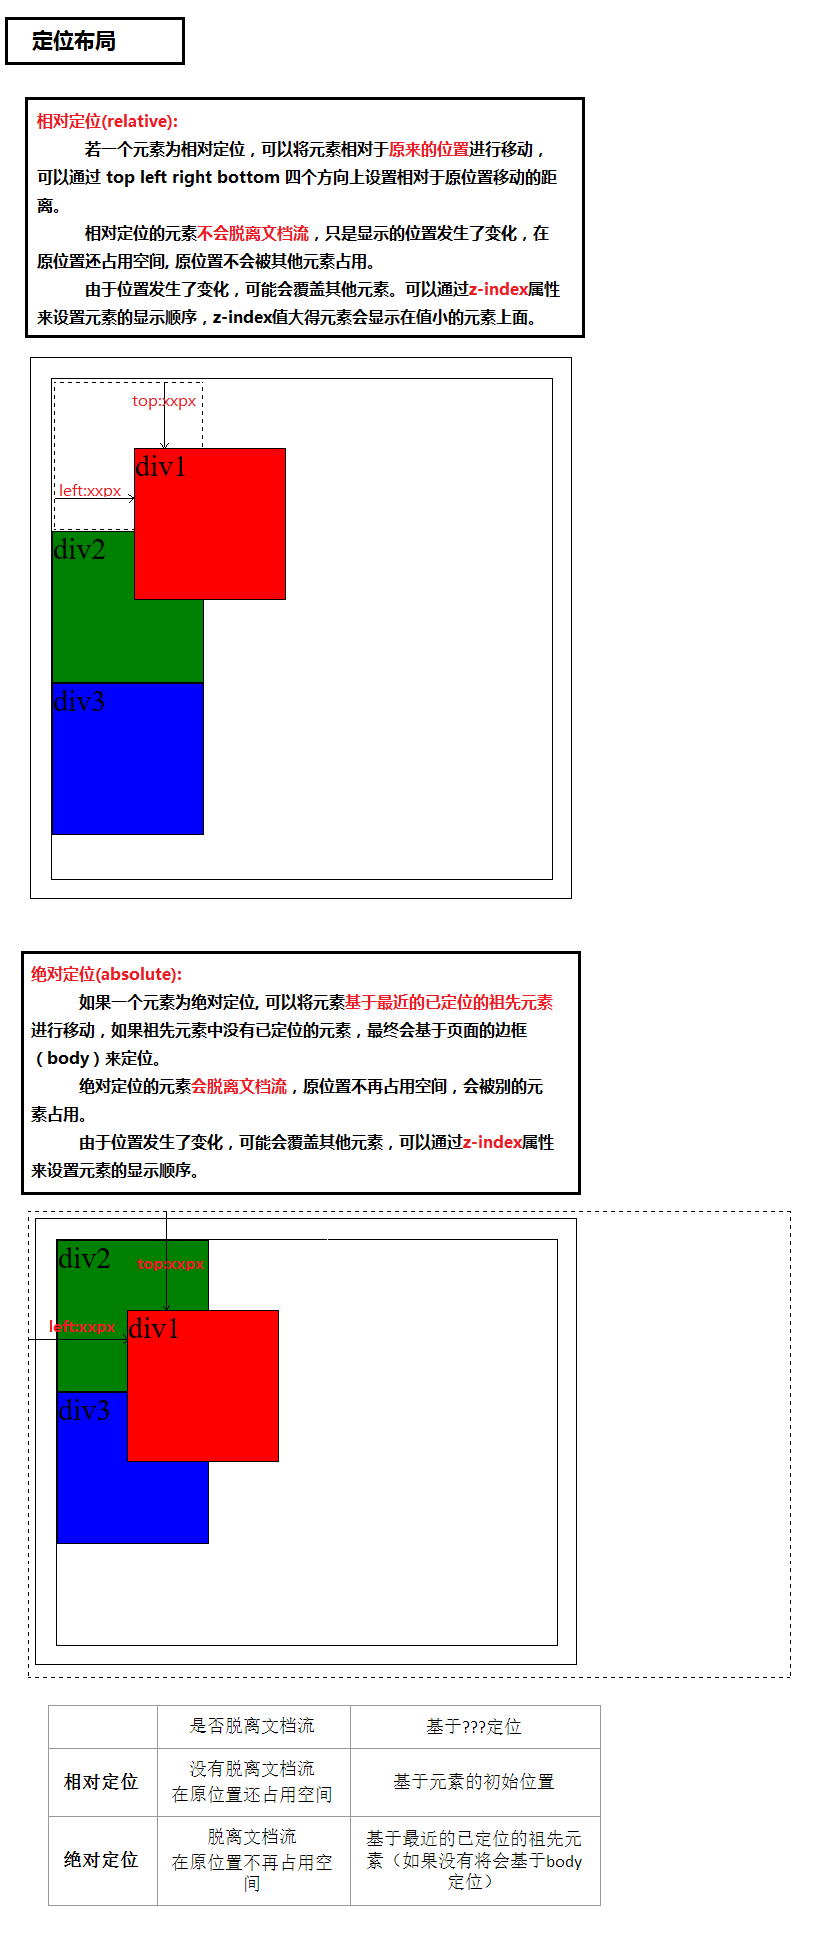 定位布局
相对定位(relative):
若一个元素为相对定位，可以将元素相对于原来的位置进行移动，
可以通过 top left right bottom 四个方向上设置相对于原位置移动的距
离。
相对定位的元素不会脱离文档流，只是显示的位置发生了变化，在
原位置还占用空间, 原位置不会被其他元素占用。
由于位置发生了变化，可能会覆盖其他元素。可以通过z-index属性
来设置元素的显示顺序，z-index值大得元素会显示在值小的元素上面。
top:xxpx
div1
left:xxpx
div2
div3
绝对定位(absolute):
如果一个元素为绝对定位, 可以将元素基于最近的已定位的祖先元素
进行移动，如果祖先元素中没有已定位的元素，最终会基于页面的边框
（body）来定位。
绝对定位的元素会脱离文档流，原位置不再占用空间，会被别的元
素占用。
由于位置发生了变化，可能会覆盖其他元素，可以通过z-index属性
来设置元素的显示顺序。
div2
top:xxpx
left:xxpx
div1
div3
是否脱离文档流
基于???定位
相对定位
没有脱离文档流
在原位置还占用空间
基于元素的初始位置
绝对定位
脱离文档流
在原位置不再占用空
间
基于最近的已定位的祖先元
素（如果没有将会基于body
定位）